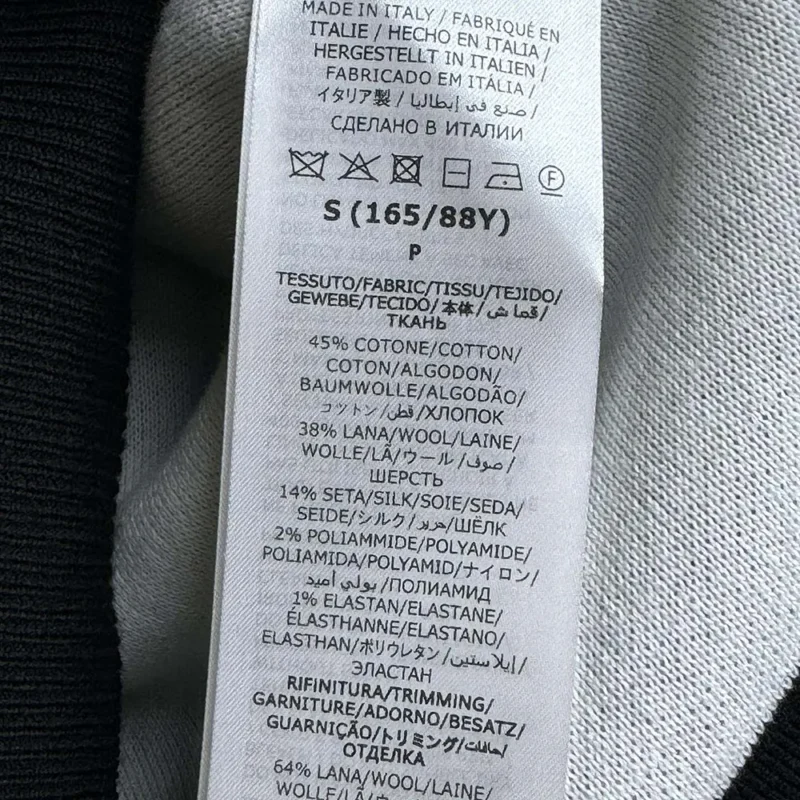 MADE IN ITALY / FABRIQUÉ EN
ITALIE / HECHO EN ITALIA /
HERGESTELLT IN ITALIEN /
FABRICADO EM ITÁLIA /
イタリア製 / صنع في إيطاليا /
СДЕЛАНО В ИТАЛИИ
F
S (165/88Y)
P
TESSUTO/FABRIC/TISSU/TEJIDO/
GEWEBE/TECIDO/本体/قماش/
ТКАНЬ
45% COTONE/COTTON/
COTON/ALGODON/
BAUMWOLLE/ALGODÃO/
コットン/قطن/ХЛОПОК
38% LANA/WOOL/LAINE/
WOLLE/LÃ/ウール/صوف/
ШЕРСТЬ
14% SETA/SILK/SOIE/SEDA/
SEIDE/シルク/حرير/ШЁЛК
2% POLIAMMIDE/POLYAMIDE/
POLIAMIDA/POLYAMID/ナイロン/
بولي أميد/ПОЛИАМИД
1% ELASTAN/ELASTANE/
ÉLASTHANNE/ELASTANO/
ELASTHAN/ポリウレタン/إيلاستين/
ЭЛАСТАН
RIFINITURA/TRIMMING/
GARNITURE/ADORNO/BESATZ/
GUARNIÇÃO/トリミング/حافات/
ОТДЕЛКА
64% LANA/WOOL/LAINE/
WOLLE/LÃ/ウール/صوف/